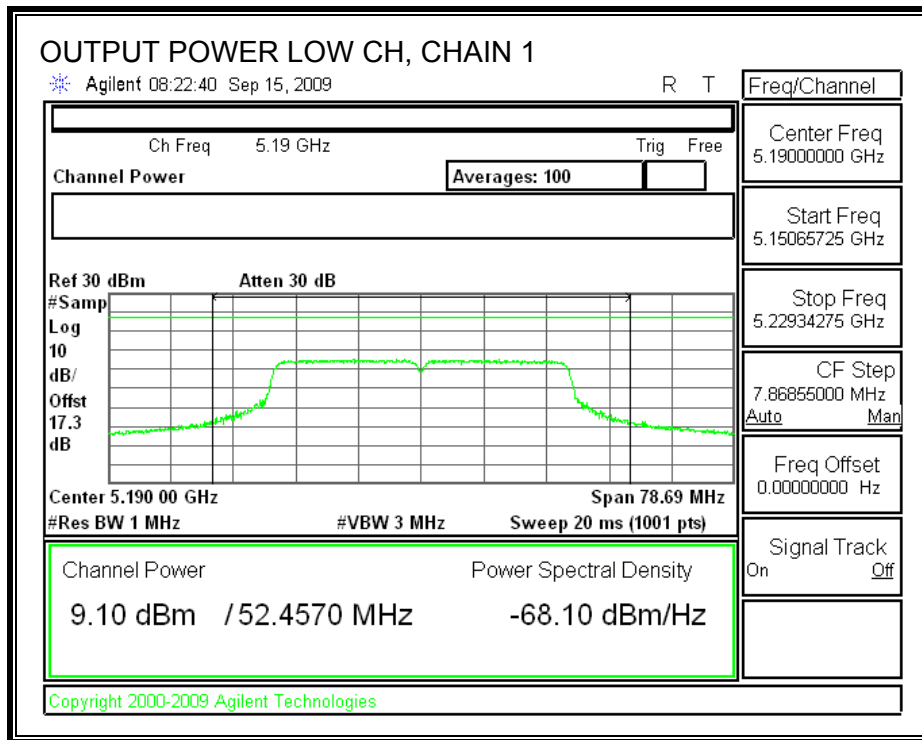 OUTPUT POWER LOW CH, CHAIN 1
Agilent 08:22:40 Sep 15, 2009 R T
Freq/Channel
Ch Freq 5.19 GHz Trig Free
Channel Power Averages: 100
Ref 30 dBm Atten 30 dB
#Samp
Log
10
dB/
Offst
17.3
dB
Center 5.190 00 GHz Span 78.69 MHz
#Res BW 1 MHz #VBW 3 MHz Sweep 20 ms (1001 pts)
Channel Power Power Spectral Density
9.10 dBm / 52.4570 MHz -68.10 dBm/Hz
Copyright 2000-2009 Agilent Technologies
Center Freq
5.19000000 GHz
Start Freq
5.15065725 GHz
Stop Freq
5.22934275 GHz
CF Step
7.86855000 MHz
Auto Man
Freq Offset
0.00000000 Hz
Signal Track
On Off